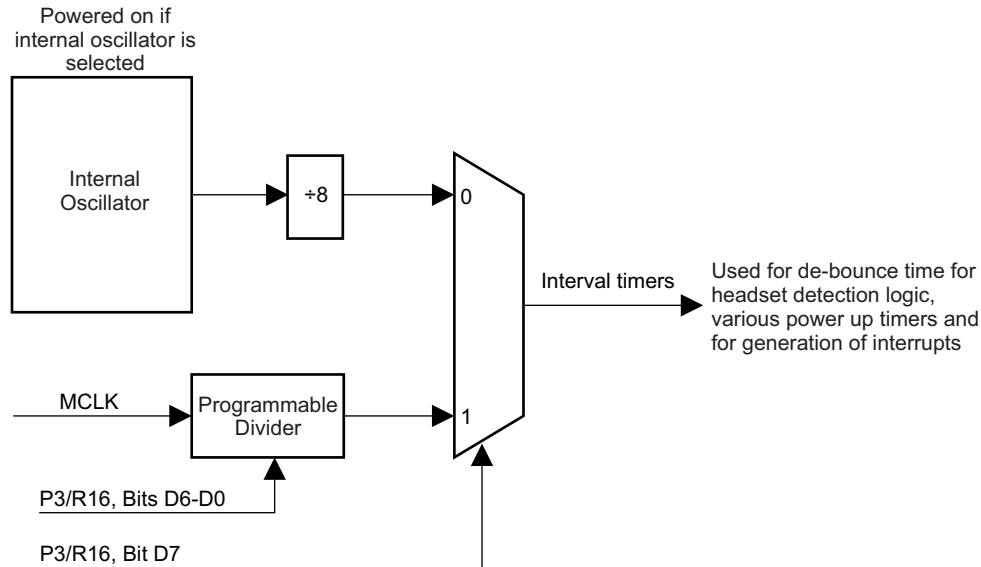 Powered on if
internal oscillator is
selected
Internal
Oscillator
÷8
0
Interval timers
Used for de-bounce time for
headset detection logic,
various power up timers and
for generation of interrupts
MCLK
Programmable
Divider
1
P3/R16, Bits D6-D0
P3/R16, Bit D7